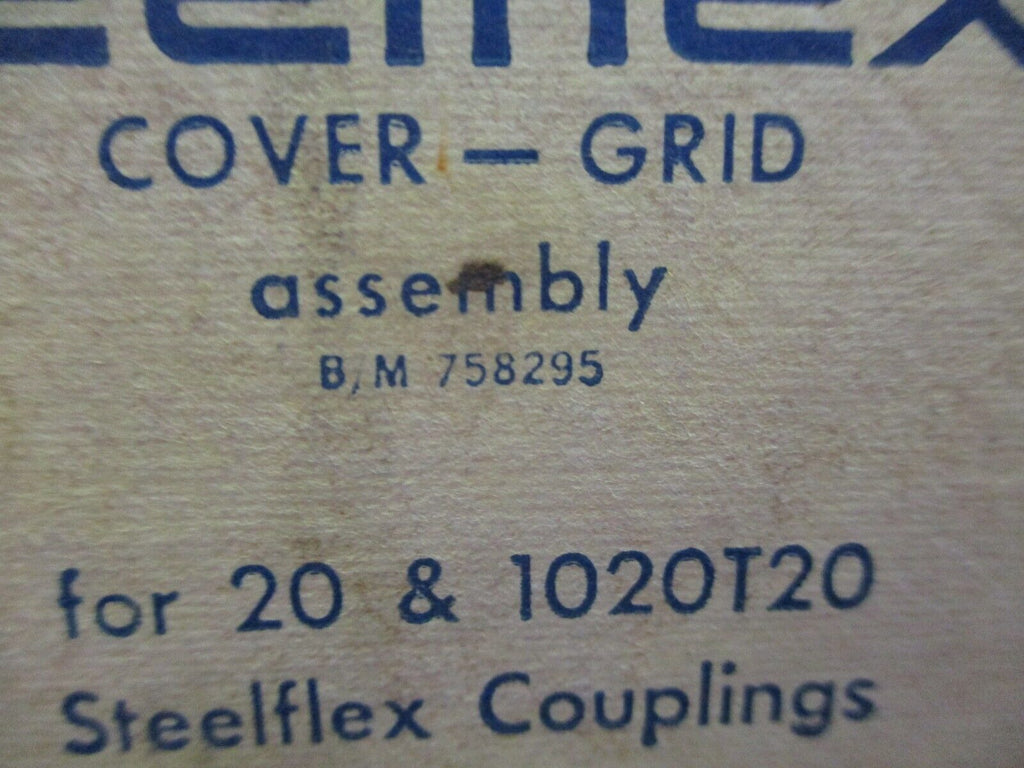 COVER — GRID
assembly
B/M 758295
for 20 & 1020T20
Steelflex Couplings